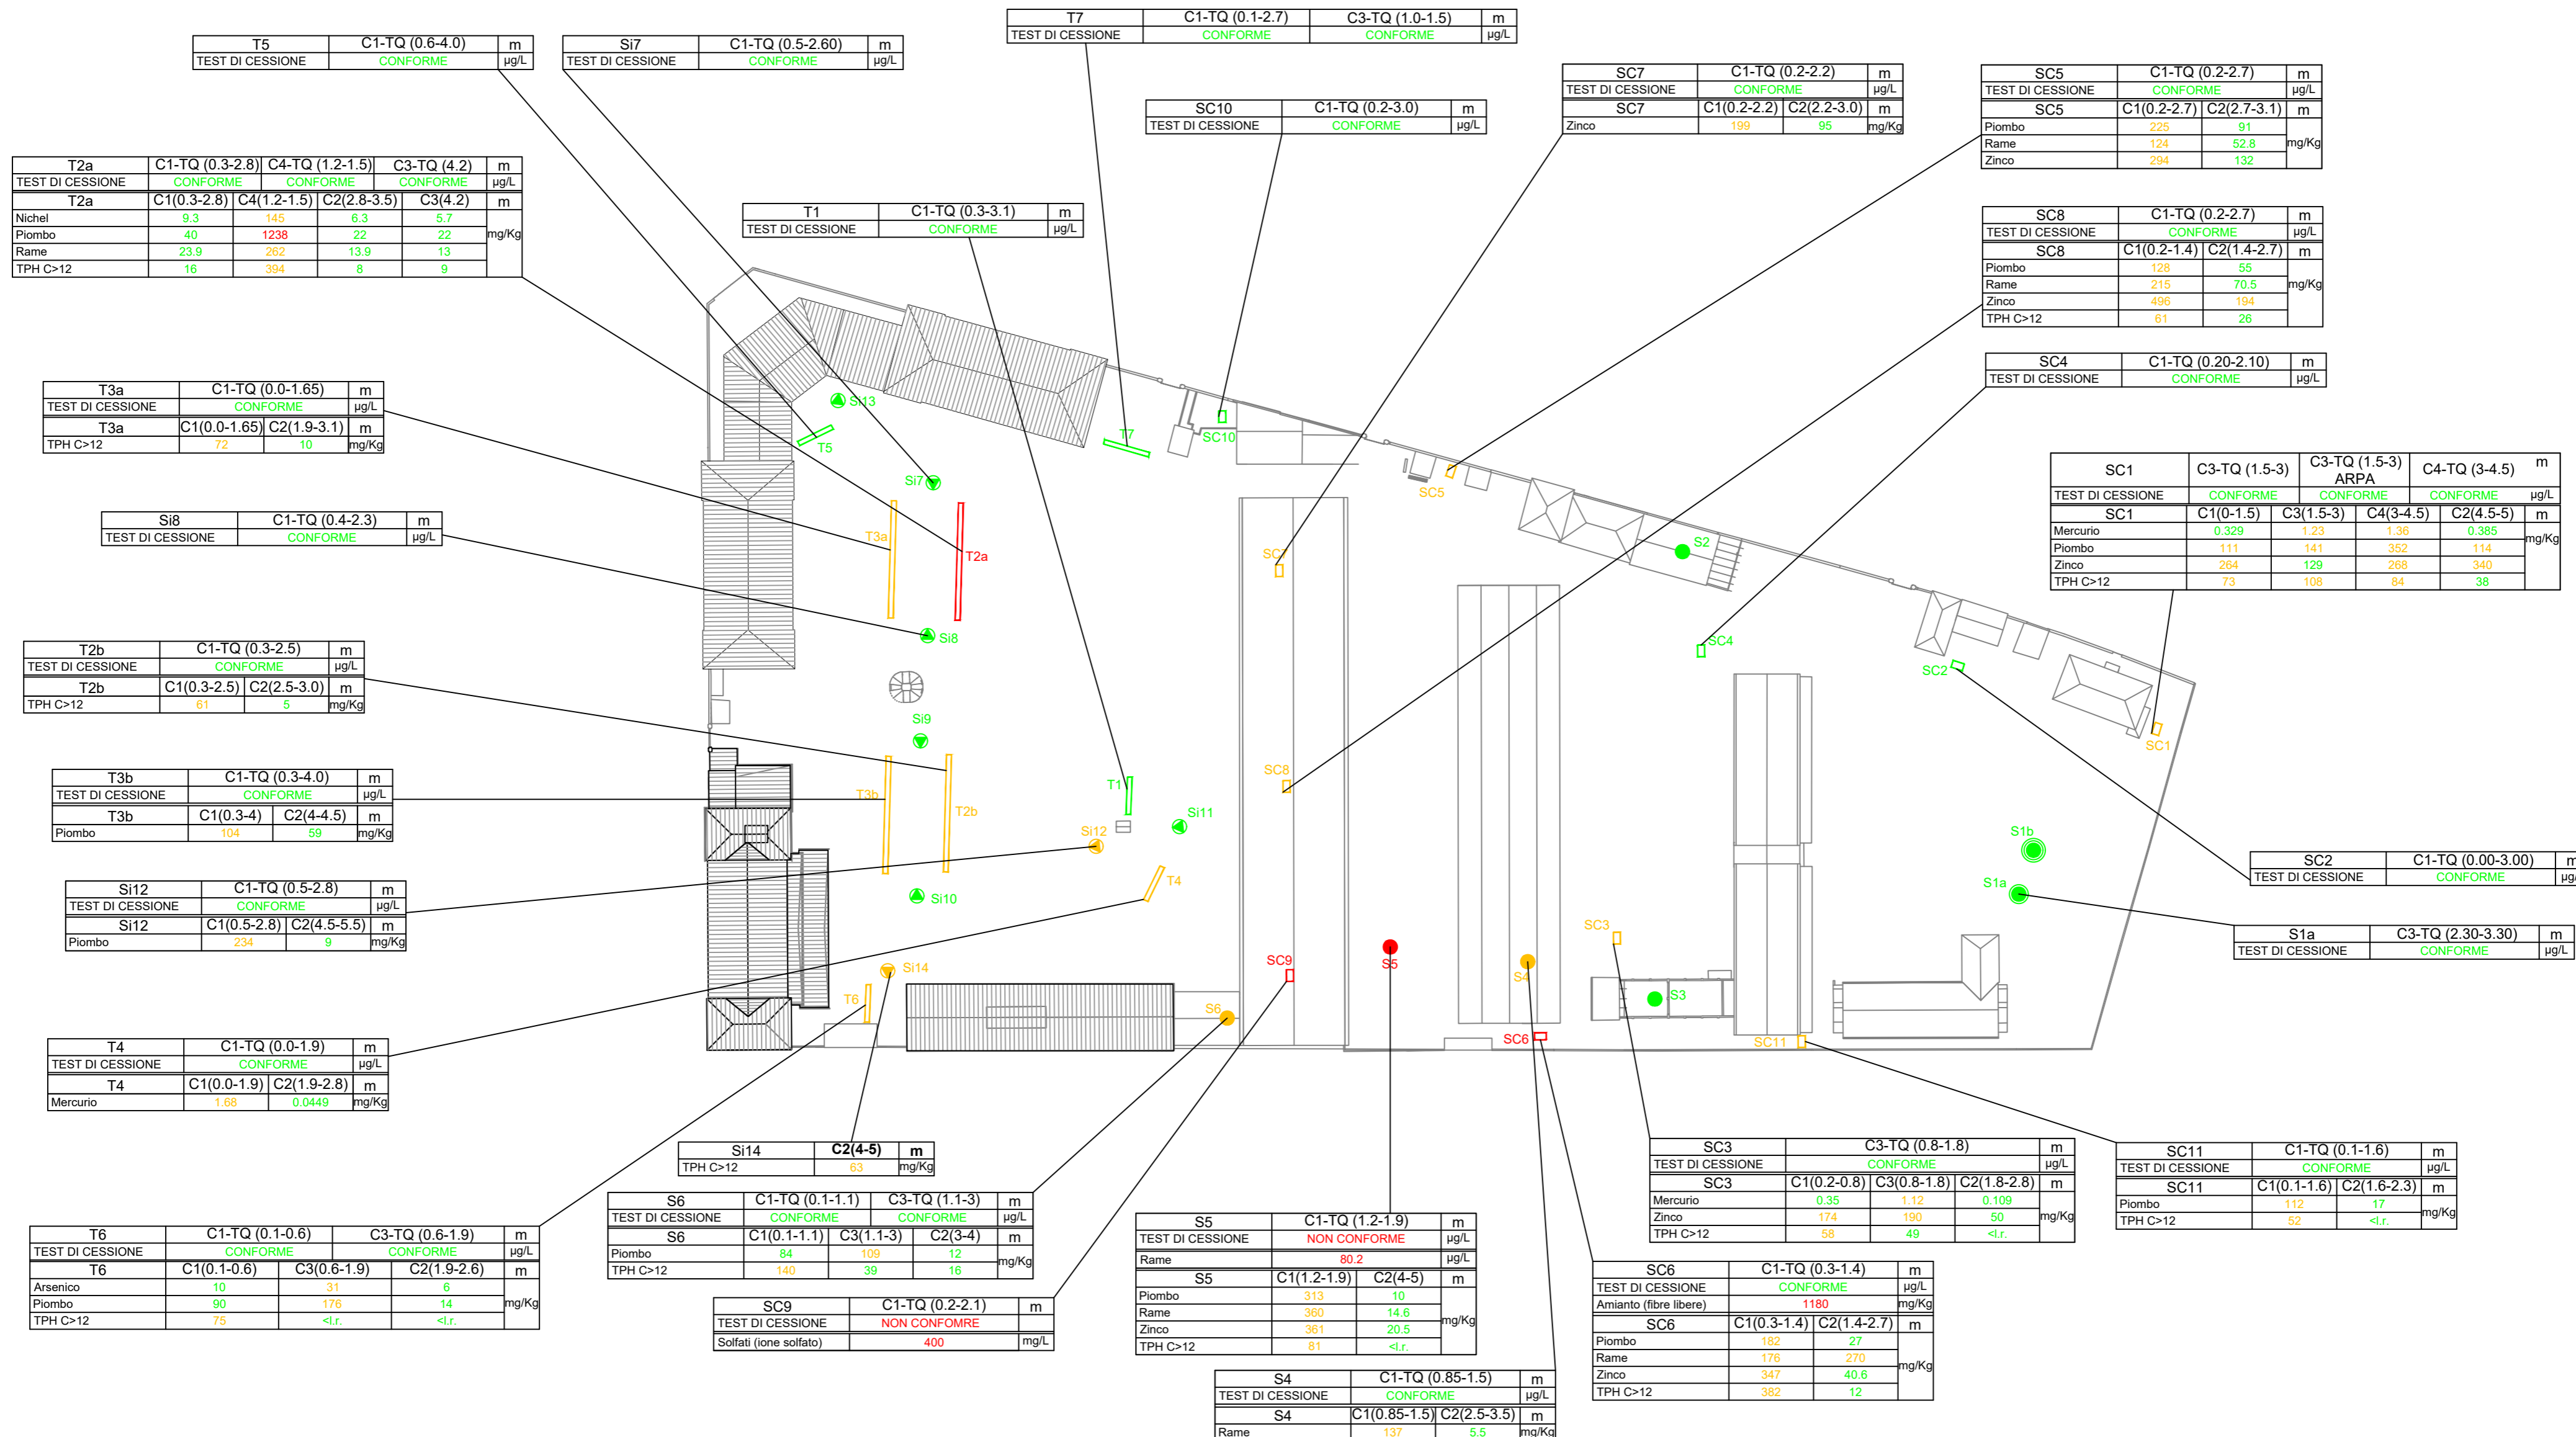 T7 C1-TQ (0.1-2.7) C3-TQ (1.0-1.5) m
TEST DI CESSIONE CONFORME CONFORME µg/L
T5 C1-TQ (0.6-4.0) m
TEST DI CESSIONE CONFORME µg/L
Si7 C1-TQ (0.5-2.60) m
TEST DI CESSIONE CONFORME µg/L
SC7 C1-TQ (0.2-2.2) m
TEST DI CESSIONE CONFORME µg/L
SC7 C1(0.2-2.2) C2(2.2-3.0) m
Zinco 199 95 mg/Kg
SC5 C1-TQ (0.2-2.7) m
TEST DI CESSIONE CONFORME µg/L
SC5 C1(0.2-2.7) C2(2.7-3.1) m
Piombo 225 91
Rame 124 52.8 mg/Kg
Zinco 294 132
SC10 C1-TQ (0.2-3.0) m
TEST DI CESSIONE CONFORME µg/L
T2a C1-TQ (0.3-2.8) C4-TQ (1.2-1.5) C3-TQ (4.2) m
TEST DI CESSIONE CONFORME CONFORME CONFORME µg/L
T2a C1(0.3-2.8) C4(1.2-1.5) C2(2.8-3.5) C3(4.2) m
Nichel 9.3 145 6.3 5.7
Piombo 40 1238 22 22 mg/Kg
Rame 23.9 262 13.9 13
TPH C>12 16 394 8 9
T1 C1-TQ (0.3-3.1) m
TEST DI CESSIONE CONFORME µg/L
SC8 C1-TQ (0.2-2.7) m
TEST DI CESSIONE CONFORME µg/L
SC8 C1(0.2-1.4) C2(1.4-2.7) m
Piombo 128 55
Rame 215 70.5 mg/Kg
Zinco 496 194
TPH C>12 61 26
SC4 C1-TQ (0.20-2.10) m
TEST DI CESSIONE CONFORME µg/L
T3a C1-TQ (0.0-1.65) m
TEST DI CESSIONE CONFORME µg/L
T3a C1(0.0-1.65) C2(1.9-3.1) m
TPH C>12 72 10 mg/Kg
Si13
T5
T7
SC10
Si7
SC5
SC1 C3-TQ (1.5-3) C3-TQ (1.5-3) ARPA C4-TQ (3-4.5) m
TEST DI CESSIONE CONFORME CONFORME CONFORME µg/L
SC1 C1(0-1.5) C3(1.5-3) C4(3-4.5) C2(4.5-5) m
Mercurio 0.329 1.23 1.36 0.385
Piombo 111 141 352 114 mg/Kg
Zinco 264 129 268 340
TPH C>12 73 108 84 38
Si8 C1-TQ (0.4-2.3) m
TEST DI CESSIONE CONFORME µg/L
T3a
T2a
SC7
S2
Si8
SC4
SC2
SC1
T2b C1-TQ (0.3-2.5) m
TEST DI CESSIONE CONFORME µg/L
T2b C1(0.3-2.5) C2(2.5-3.0) m
TPH C>12 61 5 mg/Kg
Si9
T3b C1-TQ (0.3-4.0) m
TEST DI CESSIONE CONFORME µg/L
T3b C1(0.3-4) C2(4-4.5) m
Piombo 104 59 mg/Kg
T3b
T2b
T1
SC8
Si11
Si12
S1b
T4
S1a
Si10
SC2 C1-TQ (0.00-3.00)
TEST DI CESSIONE CONFORME
Si12 C1-TQ (0.5-2.8) m
TEST DI CESSIONE CONFORME µg/L
Si12 C1(0.5-2.8) C2(4.5-5.5) m
Piombo 234 9 mg/Kg
S1a C3-TQ (2.30-3.30) m
TEST DI CESSIONE CONFORME µg/L
Si14
T6
S6
SC9
S5
S4
SC3
S3
SC6
SC11
T4 C1-TQ (0.0-1.9) m
TEST DI CESSIONE CONFORME µg/L
T4 C1(0.0-1.9) C2(1.9-2.8) m
Mercurio 1.68 0.0449 mg/Kg
Si14 C2(4-5) m
TPH C>12 63 mg/Kg
SC3 C3-TQ (0.8-1.8) m
TEST DI CESSIONE CONFORME µg/L
SC3 C1(0.2-0.8) C3(0.8-1.8) C2(1.8-2.8) m
Mercurio 0.35 1.12 0.109
Zinco 174 190 50 mg/Kg
TPH C>12 58 49 <l.r.
SC11 C1-TQ (0.1-1.6) m
TEST DI CESSIONE CONFORME µg/L
SC11 C1(0.1-1.6) C2(1.6-2.3) m
Piombo 112 17 mg/Kg
TPH C>12 52 <l.r.
S6 C1-TQ (0.1-1.1) C3-TQ (1.1-3) m
TEST DI CESSIONE CONFORME CONFORME µg/L
S6 C1(0.1-1.1) C3(1.1-3) C2(3-4) m
Piombo 84 109 12 mg/Kg
TPH C>12 140 39 16
T6 C1-TQ (0.1-0.6) C3-TQ (0.6-1.9) m
TEST DI CESSIONE CONFORME CONFORME µg/L
T6 C1(0.1-0.6) C3(0.6-1.9) C2(1.9-2.6) m
Arsenico 10 31 6
Piombo 90 176 14 mg/Kg
TPH C>12 75 <l.r. <l.r.
S5 C1-TQ (1.2-1.9) m
TEST DI CESSIONE NON CONFORME µg/L
Rame 80.2 µg/L
S5 C1(1.2-1.9) C2(4-5) m
Piombo 313 10
Rame 360 14.6 mg/Kg
Zinco 361 20.5
TPH C>12 81 <l.r.
SC9 C1-TQ (0.2-2.1) m
TEST DI CESSIONE NON CONFOMRE
Solfati (ione solfato) 400 mg/L
SC6 C1-TQ (0.3-1.4) m
TEST DI CESSIONE CONFORME µg/L
Amianto (fibre libere) 1180 mg/Kg
SC6 C1(0.3-1.4) C2(1.4-2.7) m
Piombo 182 27
Rame 176 270 mg/Kg
Zinco 347 40.6
TPH C>12 382 12
S4 C1-TQ (0.85-1.5) m
TEST DI CESSIONE CONFORME µg/L
S4 C1(0.85-1.5) C2(2.5-3.5) m
Rame 137 5.5 mg/Kg